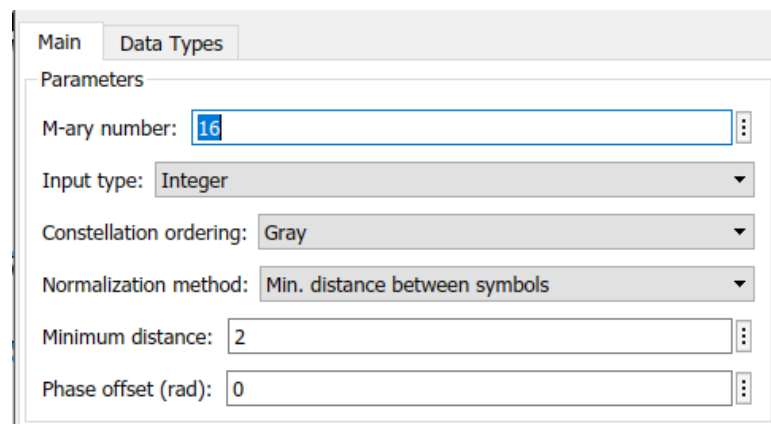 Main Data Types
Parameters
M-ary number: 16
Input type: Integer
Constellation ordering: Gray
Normalization method: Min. distance between symbols
Minimum distance: 2
Phase offset (rad): 0